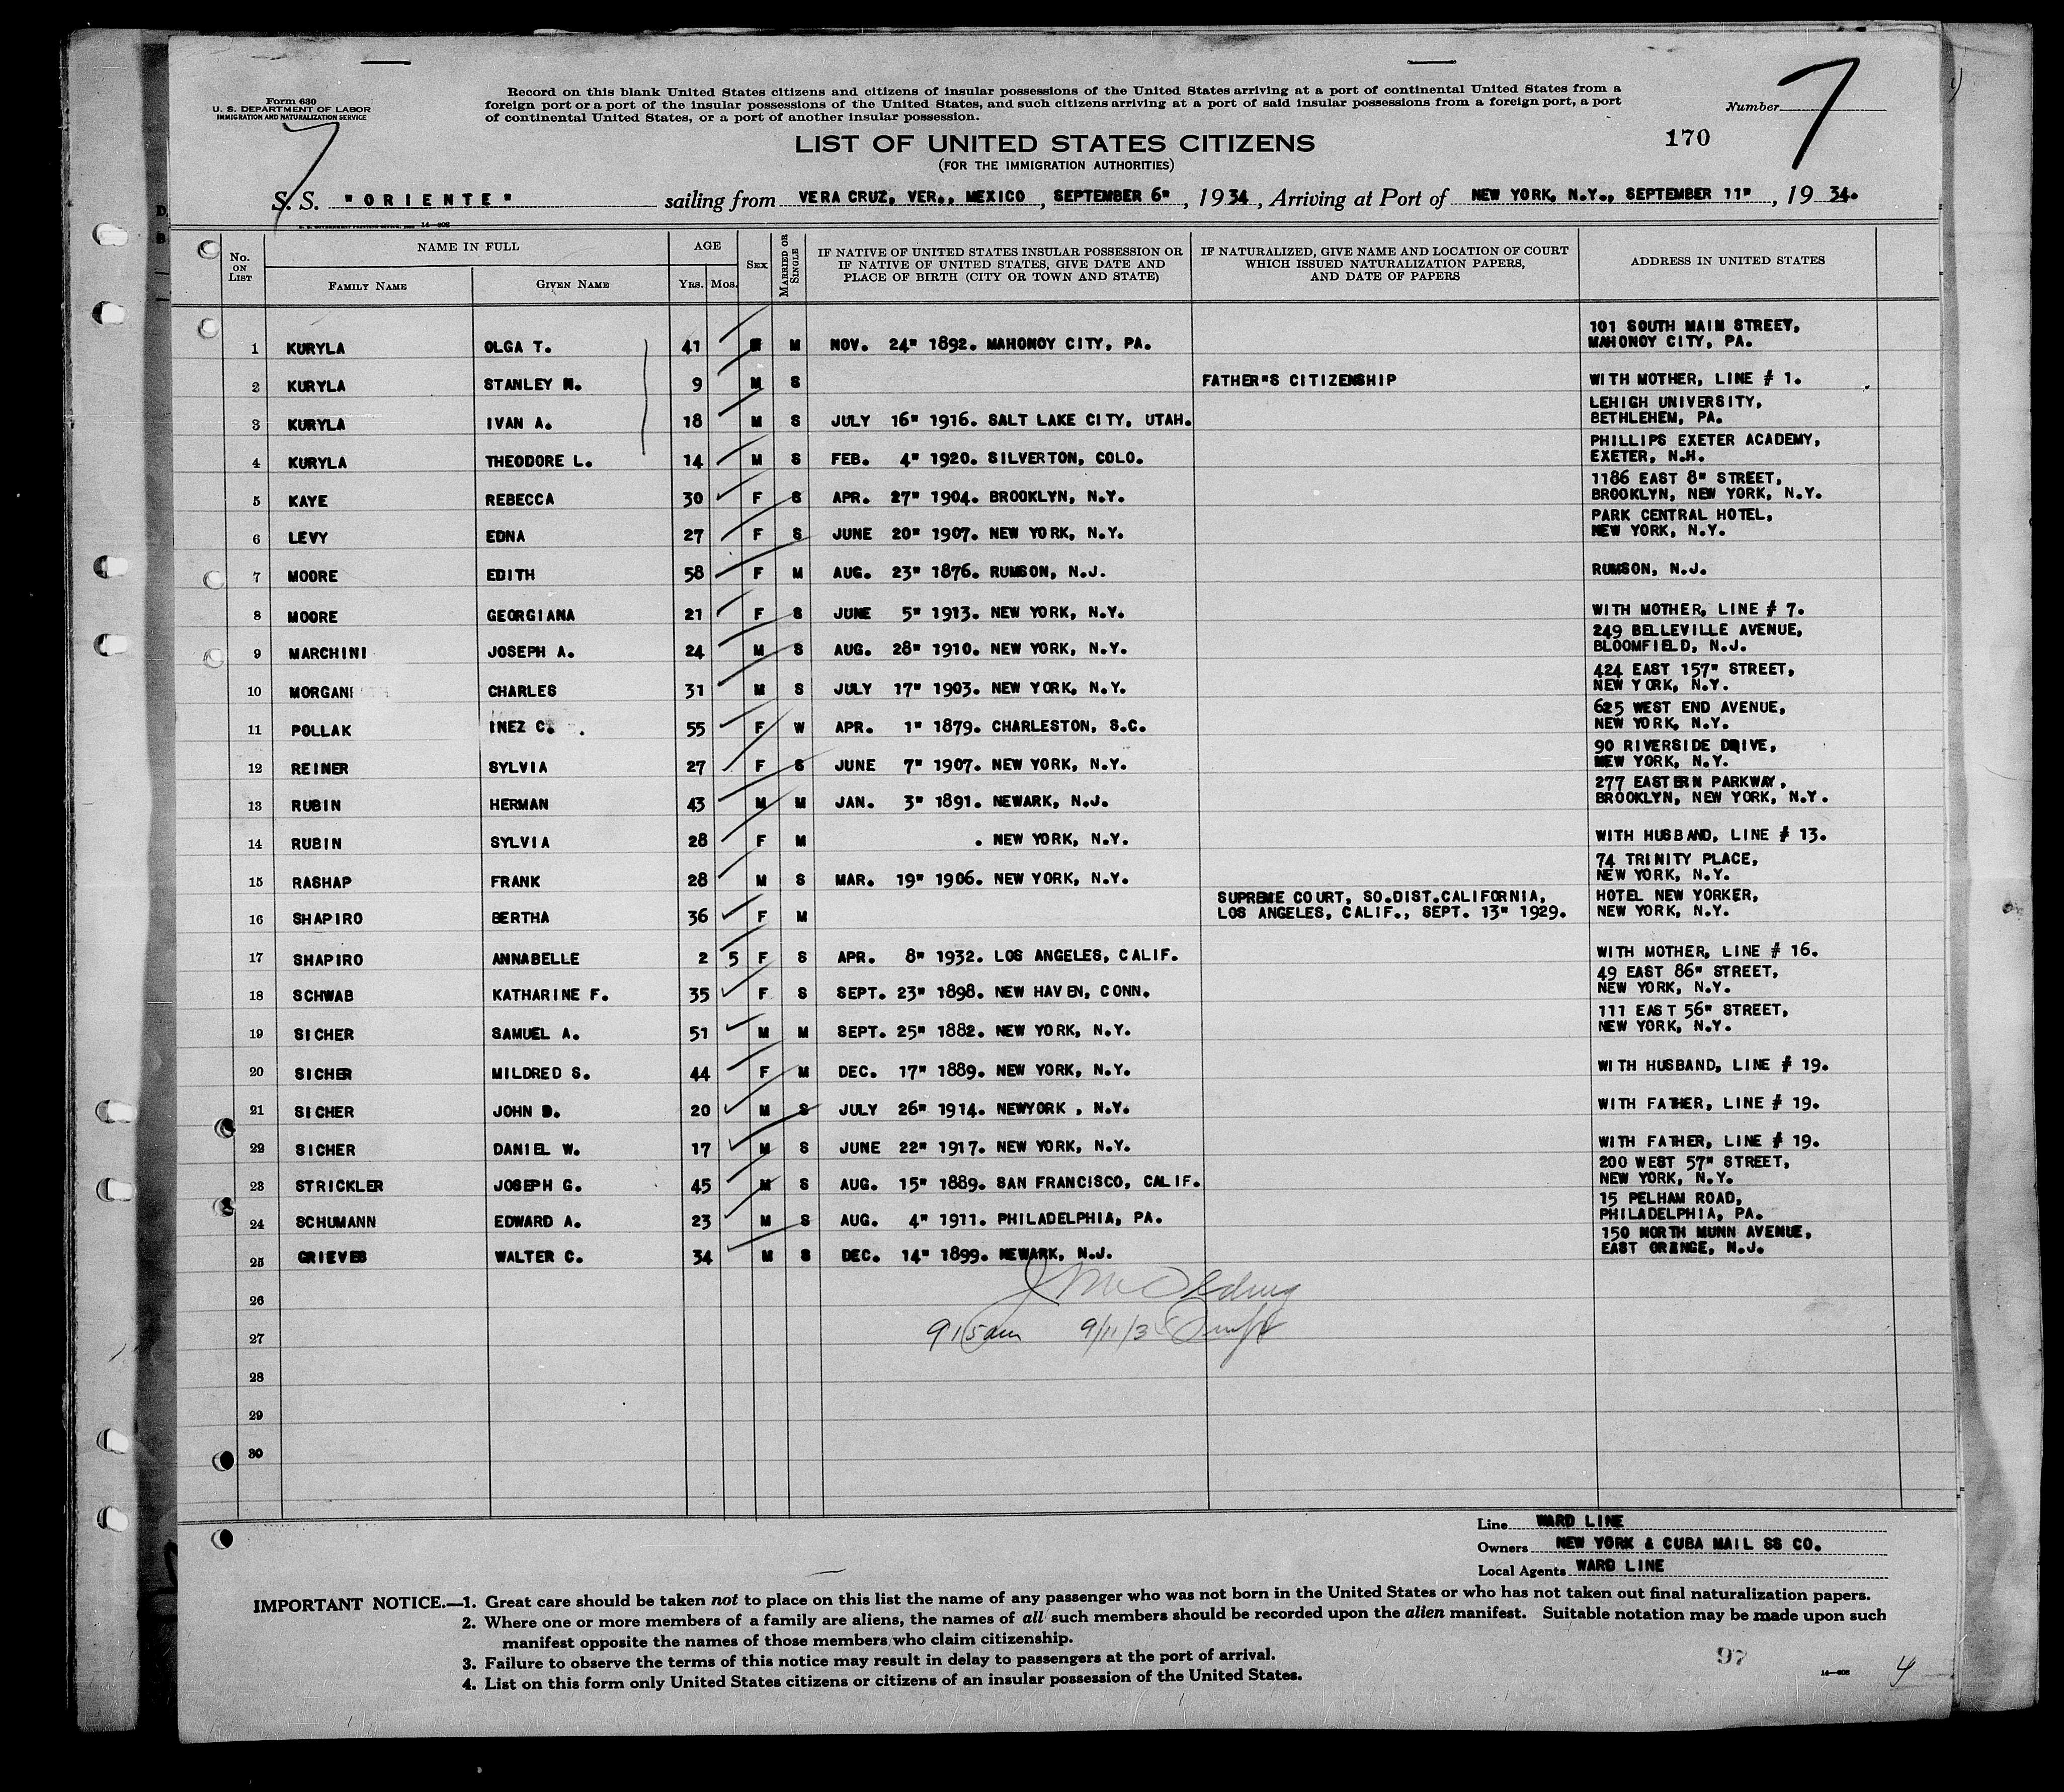 Form 630
U. S. DEPARTMENT OF LABOR
IMMIGRATION AND NATURALIZATION SERVICE
Record on this blank United States citizens and citizens of insular possessions of the United States arriving at a port of continental United States from a
foreign port or a port of the insular possessions of the United States, and such citizens arriving at a port of said insular possessions from a foreign port, a port
of continental United States, or a port of another insular possession.
Number 7
7
170
LIST OF UNITED STATES CITIZENS
(FOR THE IMMIGRATION AUTHORITIES)
S. S. "ORIENTE" sailing from VERA CRUZ, VER., MEXICO, SEPTEMBER 6", 1934, Arriving at Port of NEW YORK, N.Y., SEPTEMBER 11", 1934.
No. ON LIST
NAME IN FULL
FAMILY NAME GIVEN NAME
AGE
YRS. MOS.
SEX
MARRIED OR SINGLE
IF NATIVE OF UNITED STATES INSULAR POSSESSION OR
IF NATIVE OF UNITED STATES, GIVE DATE AND
PLACE OF BIRTH (CITY OR TOWN AND STATE)
IF NATURALIZED, GIVE NAME AND LOCATION OF COURT
WHICH ISSUED NATURALIZATION PAPERS,
AND DATE OF PAPERS
ADDRESS IN UNITED STATES
101 SOUTH MAIN STREET,
1 KURYLA OLGA T. 41 M NOV. 24" 1892. MAHONOY CITY, PA. MAHONOY CITY, PA.
2 KURYLA STANLEY N. 9 M S FATHER"S CITIZENSHIP WITH MOTHER, LINE # 1.
LEHIGH UNIVERSITY,
3 KURYLA IVAN A. 18 M S JULY 16" 1916. SALT LAKE CITY, UTAH. BETHLEHEM, PA.
PHILLIPS EXETER ACADEMY,
4 KURYLA THEODORE L. 14 M S FEB. 4" 1920. SILVERTON, COLO. EXETER, N.H.
1186 EAST 8" STREET,
5 KAYE REBECCA 30 F S APR. 27" 1904. BROOKLYN, N.Y. BROOKLYN, NEW YORK, N.Y.
PARK CENTRAL HOTEL,
6 LEVY EDNA 27 F S JUNE 20" 1907. NEW YORK, N.Y. NEW YORK, N.Y.
7 MOORE EDITH 58 F M AUG. 23" 1876. RUMSON, N.J. RUMSON, N.J.
8 MOORE GEORGIANA 21 F S JUNE 5" 1913. NEW YORK, N.Y. WITH MOTHER, LINE # 7.
249 BELLEVILLE AVENUE,
9 MARCHINI JOSEPH A. 24 M S AUG. 28" 1910. NEW YORK, N.Y. BLOOMFIELD, N.J.
424 EAST 157" STREET,
10 MORGAN CHARLES 31 M S JULY 17" 1903. NEW YORK, N.Y. NEW YORK, N.Y.
625 WEST END AVENUE,
11 POLLAK INEZ C. 55 F W APR. 1" 1879. CHARLESTON, S.C. NEW YORK, N.Y.
90 RIVERSIDE DRIVE,
12 REINER SYLVIA 27 F S JUNE 7" 1907. NEW YORK, N.Y. NEW YORK, N.Y.
277 EASTERN PARKWAY,
13 RUBIN HERMAN 43 M M JAN. 3" 1891. NEWARK, N.J. BROOKLYN, NEW YORK, N.Y.
14 RUBIN SYLVIA 28 F M . NEW YORK, N.Y. WITH HUSBAND, LINE # 13.
74 TRINITY PLACE,
15 RASHAP FRANK 28 M S MAR. 19" 1906. NEW YORK, N.Y. NEW YORK, N.Y.
SUPREME COURT, SO.DIST.CALIFORNIA, HOTEL NEW YORKER,
16 SHAPIRO BERTHA 36 F M LOS ANGELES, CALIF., SEPT. 13" 1929. NEW YORK, N.Y.
17 SHAPIRO ANNABELLE 2 5 F S APR. 8" 1932. LOS ANGELES, CALIF. WITH MOTHER, LINE # 16.
49 EAST 86" STREET,
18 SCHWAB KATHARINE F. 35 F S SEPT. 23" 1898. NEW HAVEN, CONN. NEW YORK, N.Y.
111 EAST 56" STREET,
19 SICHER SAMUEL A. 51 M M SEPT. 25" 1882. NEW YORK, N.Y. NEW YORK, N.Y.
20 SICHER MILDRED S. 44 F M DEC. 17" 1889. NEW YORK, N.Y. WITH HUSBAND, LINE # 19.
21 SICHER JOHN D. 20 M S JULY 26" 1914. NEWYORK , N.Y. WITH FATHER, LINE # 19.
22 SICHER DANIEL W. 17 M S JUNE 22" 1917. NEW YORK, N.Y. WITH FATHER, LINE # 19.
200 WEST 57" STREET,
23 STRICKLER JOSEPH G. 45 M S AUG. 15" 1889. SAN FRANCISCO, CALIF. NEW YORK, N.Y.
15 PELHAM ROAD,
24 SCHUMANN EDWARD A. 23 M S AUG. 4" 1911. PHILADELPHIA, PA. PHILADELPHIA, PA.
150 NORTH MUNN AVENUE,
25 GRIEVES WALTER C. 34 M S DEC. 14" 1899. NEWARK, N.J. EAST ORANGE, N.J.
26
27 915am
28
29
30
Line WARD LINE
Owners NEW YORK & CUBA MAIL SS CO.
Local Agents WARD LINE
IMPORTANT NOTICE.—1. Great care should be taken not to place on this list the name of any passenger who was not born in the United States or who has not taken out final naturalization papers.
2. Where one or more members of a family are aliens, the names of all such members should be recorded upon the alien manifest. Suitable notation may be made upon such
manifest opposite the names of those members who claim citizenship.
3. Failure to observe the terms of this notice may result in delay to passengers at the port of arrival.
4. List on this form only United States citizens or citizens of an insular possession of the United States.
97
4